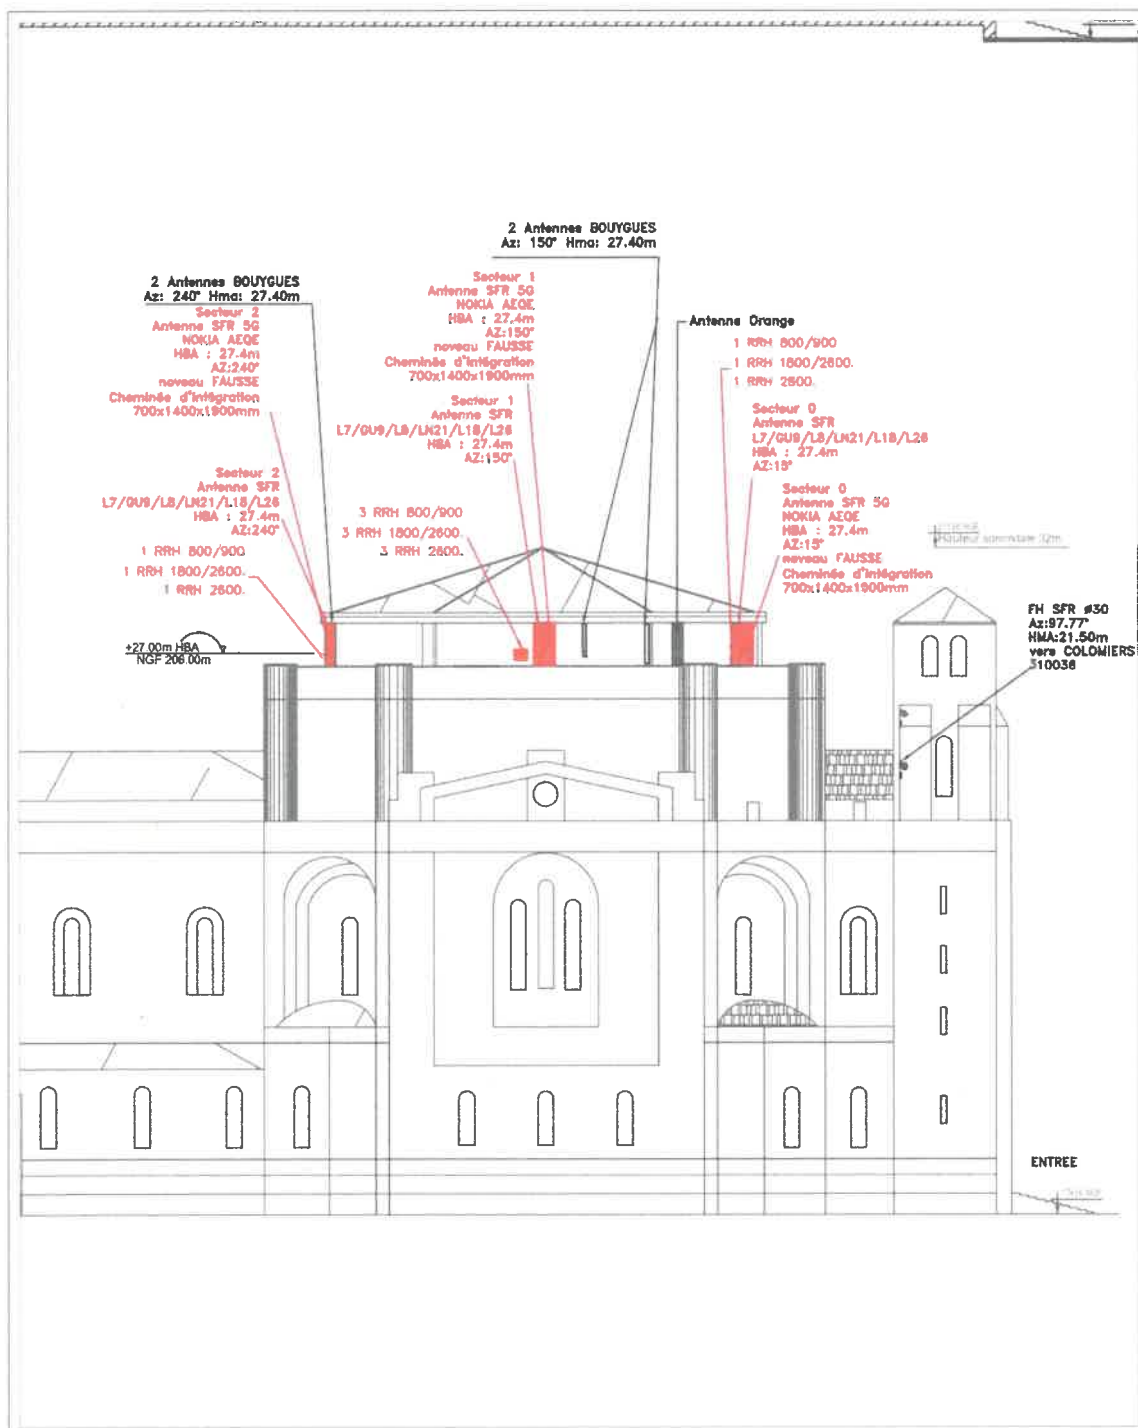 2 Antennes BOUYGUES
Az: 150° Hma: 27.40m
2 Antennes BOUYGUES
Az: 240° Hma: 27.40m
Secteur 2
Antenne SFR 5G
NOKIA AEQE
HBA : 27.4m
AZ:240°
noveau FAUSSE
Cheminée d'intégration
700x1400x1900mm
Secteur 1
Antenne SFR 5G
NOKIA AEQE
HBA : 27.4m
AZ:150°
noveau FAUSSE
Cheminée d'intégration
700x1400x1900mm
Antenne Orange
1 RRH 800/900
1 RRH 1800/2600.
1 RRH 2600.
Secteur 1
Antenne SFR
L7/GU9/L8/LN21/L18/L26
HBA : 27.4m
AZ:150°
Secteur 0
Antenne SFR
L7/GU9/L8/LN21/L18/L26
HBA : 27.4m
AZ:15°
Secteur 2
Antenne SFR
L7/GU9/L8/LN21/L18/L26
HBA : 27.4m
AZ:240°
Secteur 0
Antenne SFR 5G
NOKIA AEQE
HBA : 27.4m
AZ:15°
noveau FAUSSE
Cheminée d'intégration
700x1400x1900mm
3 RRH 800/900
3 RRH 1800/2600.
3 RRH 2600.
1 RRH 800/900.
1 RRH 1800/2600.
1 RRH 2600.
Hauteur sommitale 32m
FH SFR ø30
Az:97.77°
HMA:21.50m
vers COLOMIERS
310036
+27.00m HBA
NGF 206.00m
ENTREE